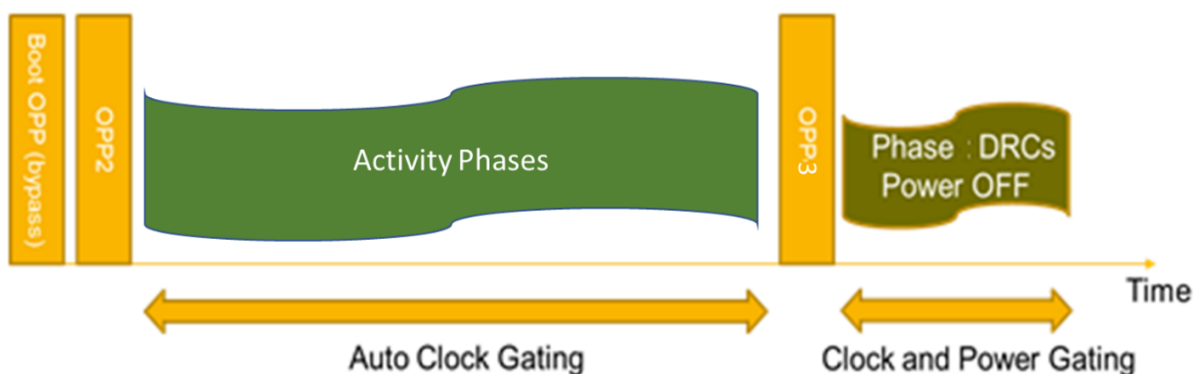 Boot OPP (bypass)
OPP2
Activity Phases
OPP3
Phase : DRCs
Power OFF
Time
Auto Clock Gating
Clock and Power Gating